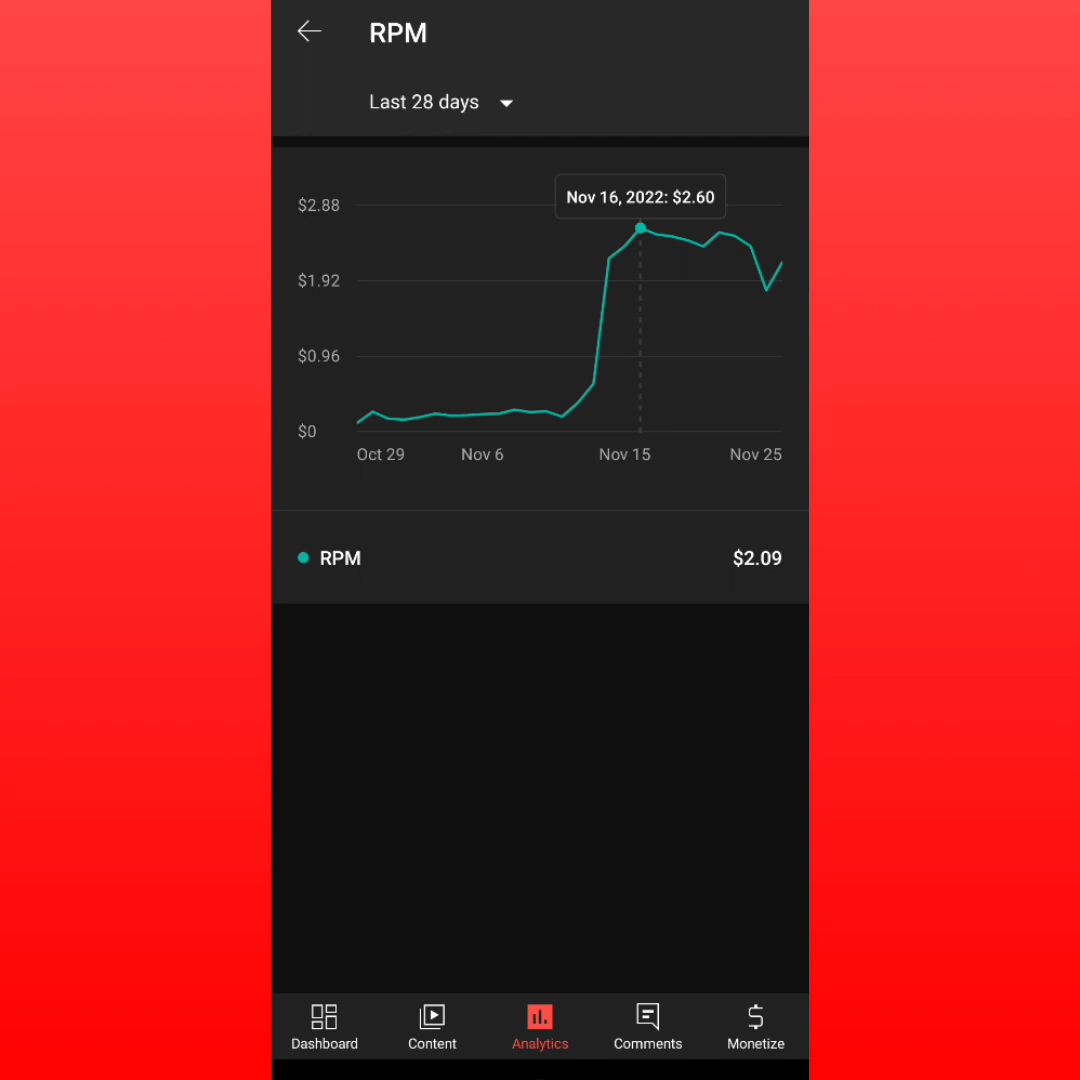 RPM
Last 28 days
Nov 16, 2022: $2.60
$2.88
$1.92
$0.96
$0
Oct 29 Nov 6 Nov 15 Nov 25
RPM $2.09
Dashboard Content Analytics Comments Monetize